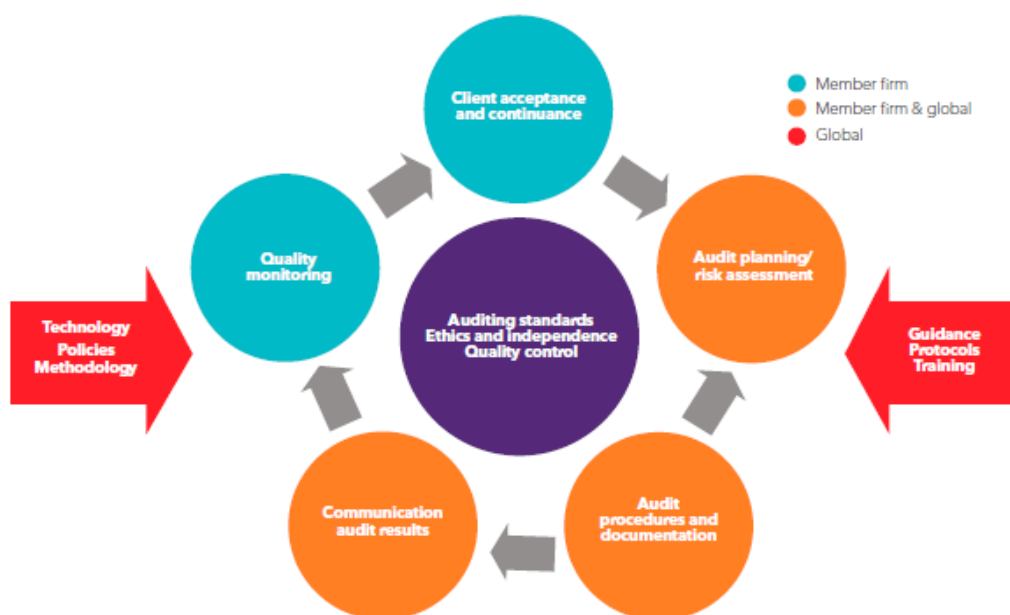 Client acceptance
and continuance
Member firm
Member firm & global
Global
Quality
monitoring
Audit planning/
risk assessment
Technology
Policies
Methodology
Auditing standards
Ethics and independence
Quality control
Guidance
Protocols
Training
Communication
audit results
Audit
procedures and
documentation